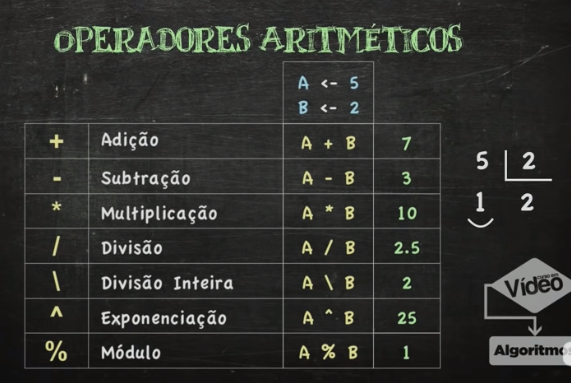 OPERADORES ARITMÉTICOS
A <- 5
B <- 2
+ Adição A + B 7
- Subtração A - B 3
* Multiplicação A * B 10
/ Divisão A / B 2.5
\ Divisão Inteira A \ B 2
^ Exponenciação A ^ B 25
% Módulo A % B 1
5 2
1 2
curso em
Vídeo
Algoritmos